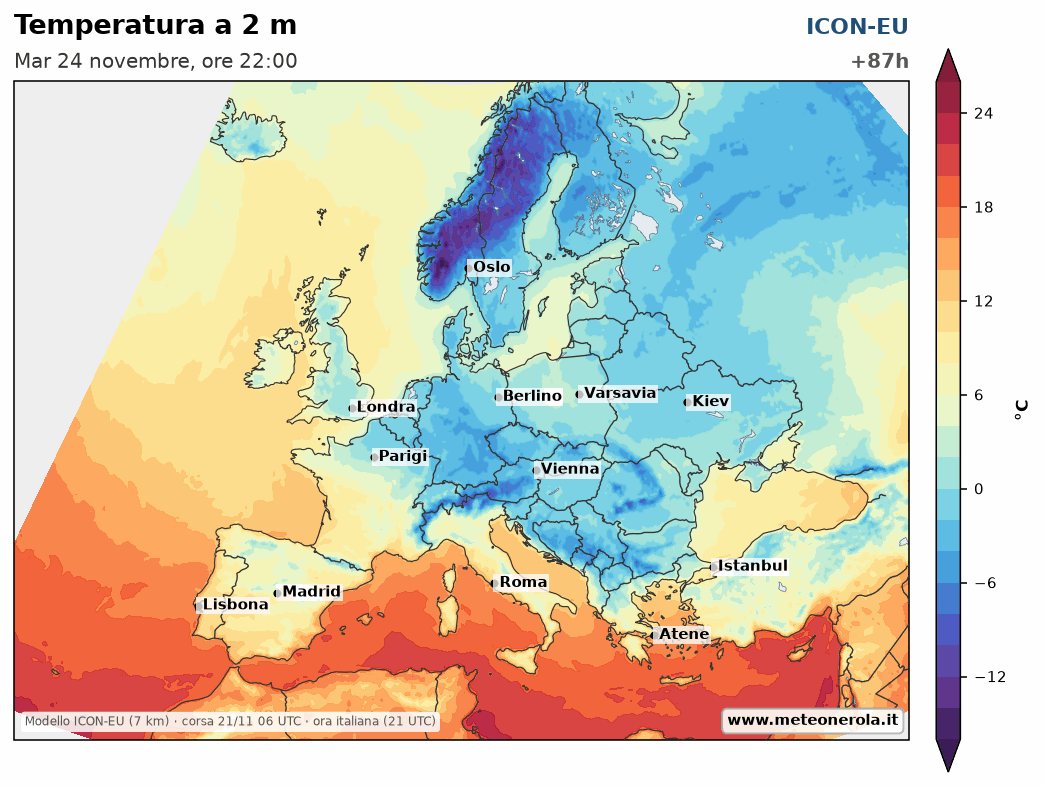 Temperatura a 2 m
ICON-EU
Mar 24 novembre, ore 22:00
+87h
24
18
12
6
0
−6
−12
°C
Oslo
Londra
Berlino
Varsavia
Kiev
Parigi
Vienna
Istanbul
Roma
Madrid
Lisbona
Atene
Modello ICON-EU (7 km) · corsa 21/11 06 UTC · ora italiana (21 UTC)
www.meteonerola.it